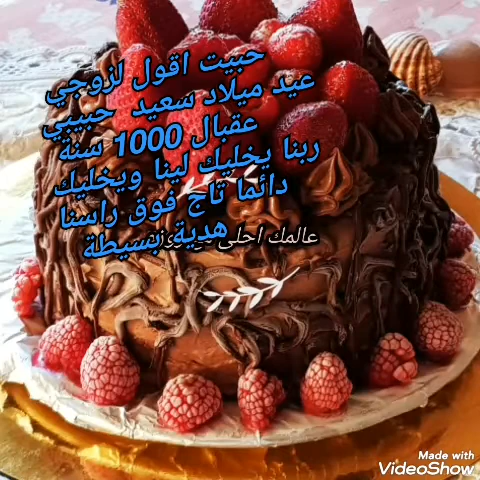 حبيت اقول لزوجي
عيد ميلاد سعيد حبيبي
عقبال 1000 سنة
ربنا يخليك لينا ويخليك
دائما تاج فوق راسنا
هدية بسيطة
عالمك احلى
Made with
VideoShow